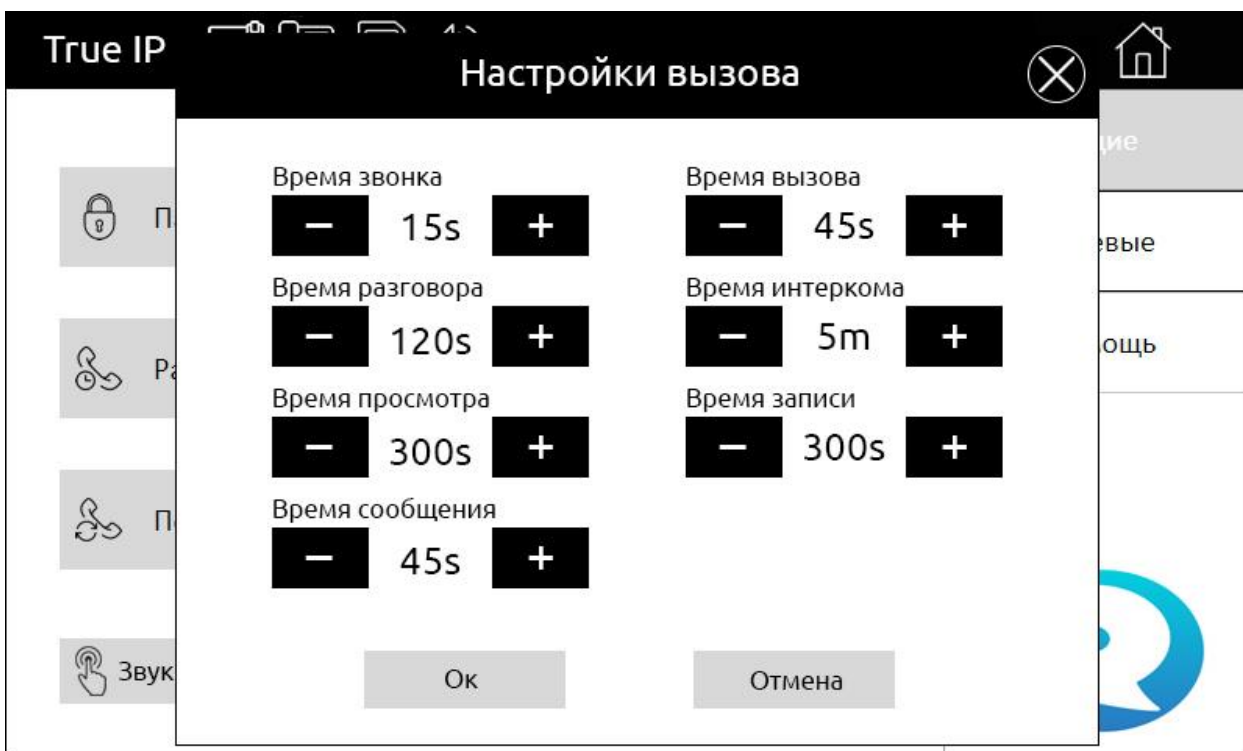 True IP
Настройки вызова
Время звонка
Время вызова
15s
45s
Время разговора
Время интеркома
120s
5m
Время просмотра
Время записи
300s
300s
Время сообщения
45s
Звук
Ок
Отмена